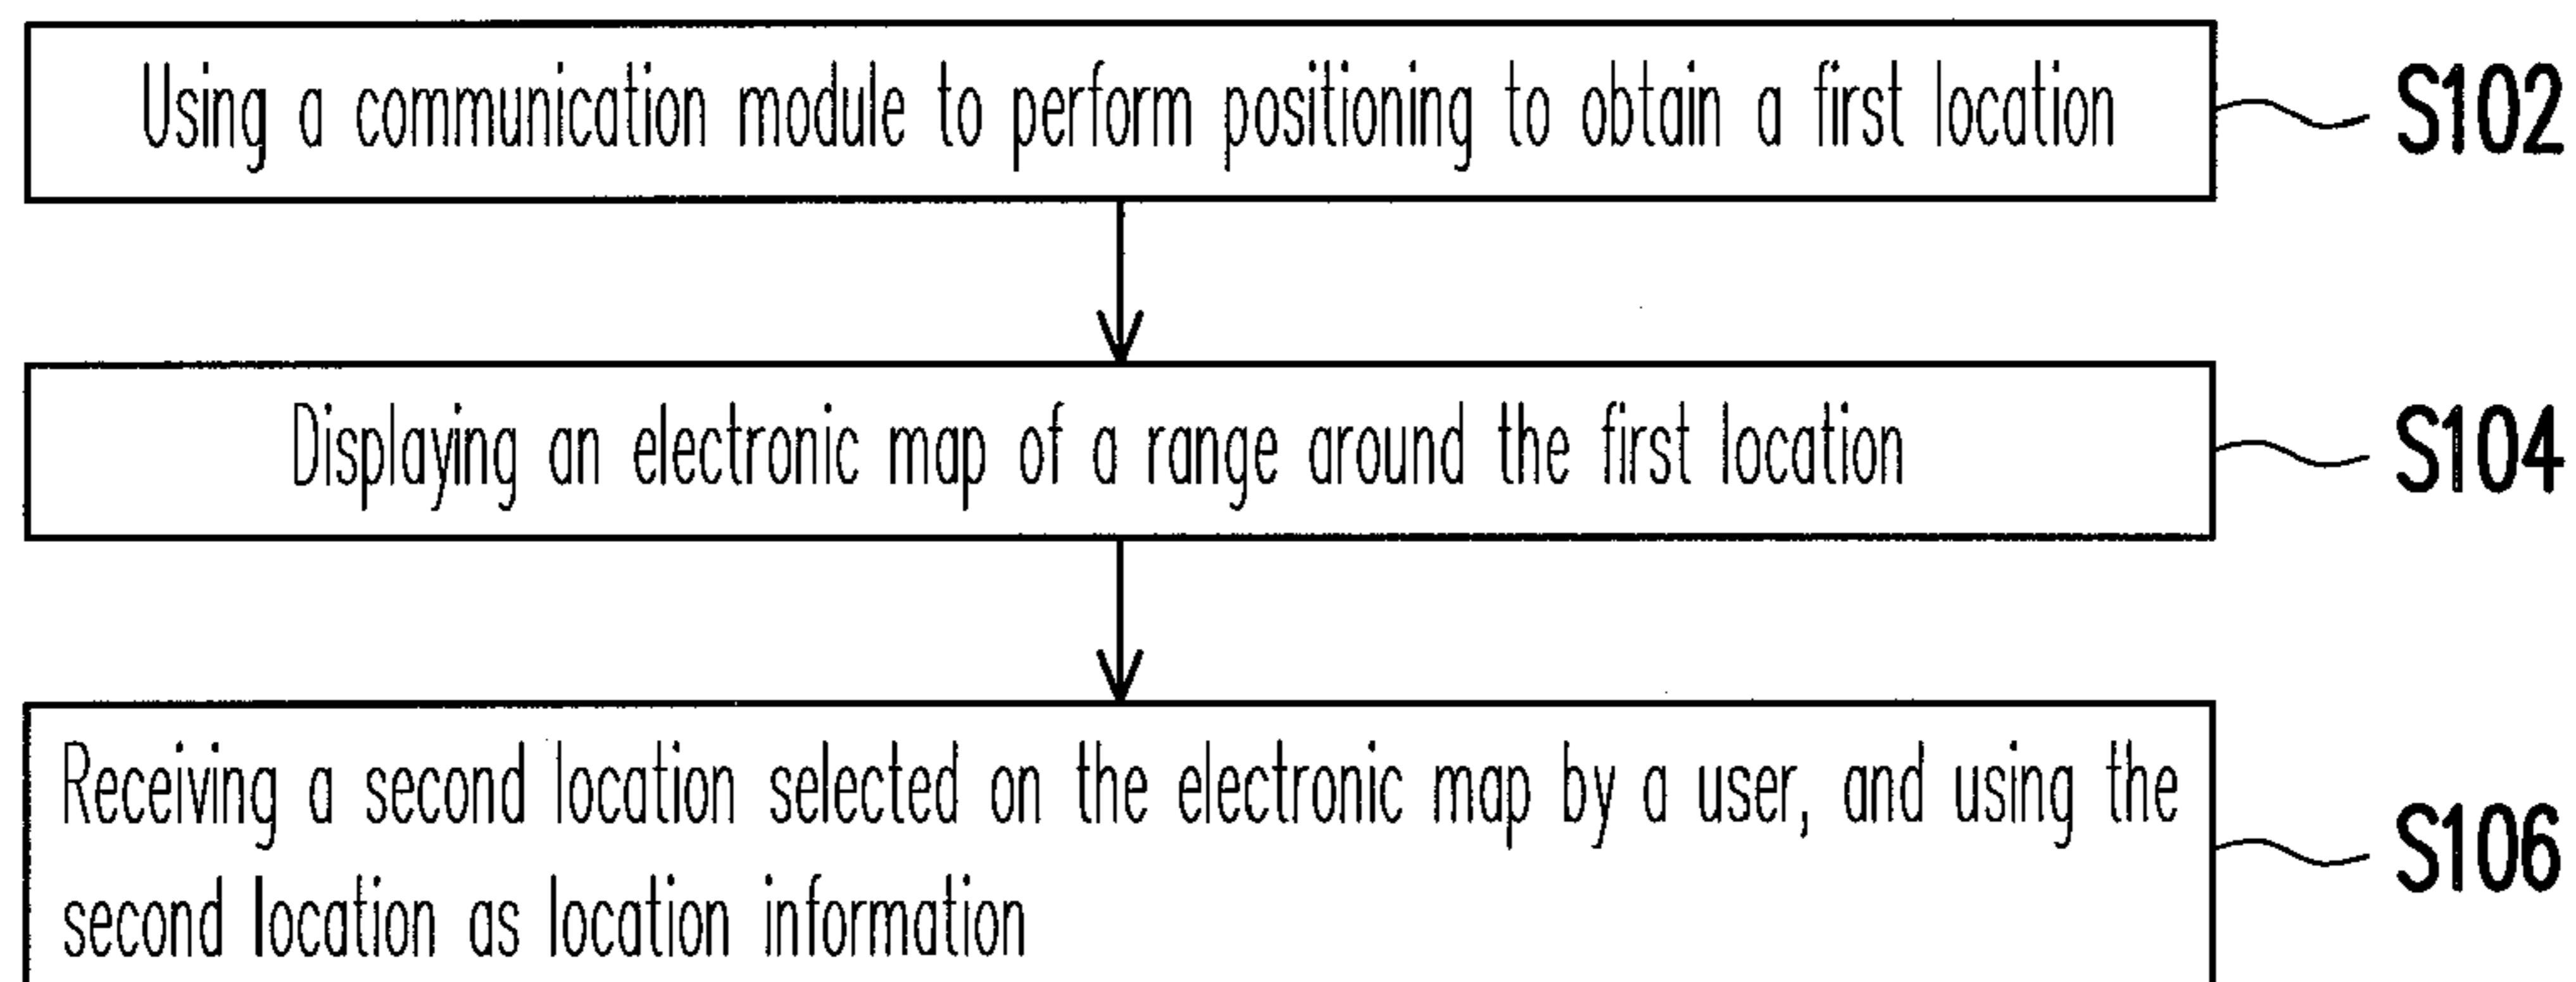 Using a communication module to perform positioning to obtain a first location
S102
Displaying an electronic map of a range around the first location
S104
Receiving a second location selected on the electronic map by a user, and using the
second location as location information
S106